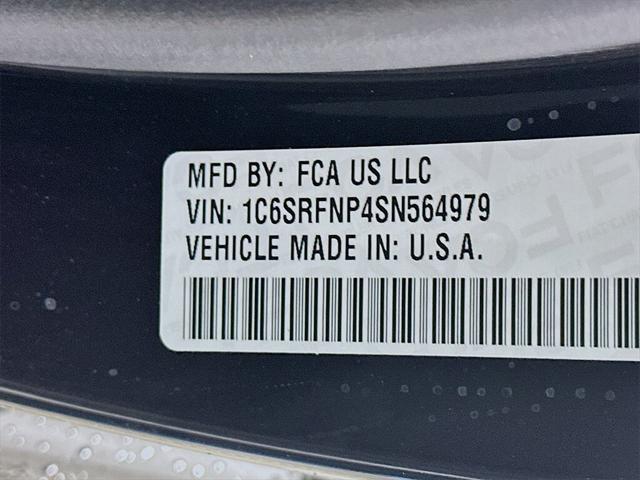 MFD BY: FCA US LLC
VIN: 1C6SRFNP4SN564979
VEHICLE MADE IN: U.S.A.